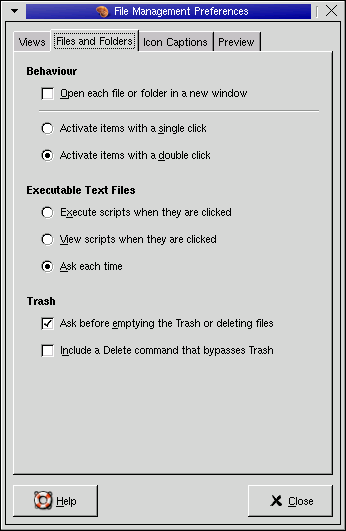 File Management Preferences
Views Files and Folders Icon Captions Preview
Behaviour
Open each file or folder in a new window
Activate items with a single click
Activate items with a double click
Executable Text Files
Execute scripts when they are clicked
View scripts when they are clicked
Ask each time
Trash
Ask before emptying the Trash or deleting files
Include a Delete command that bypasses Trash
Help Close